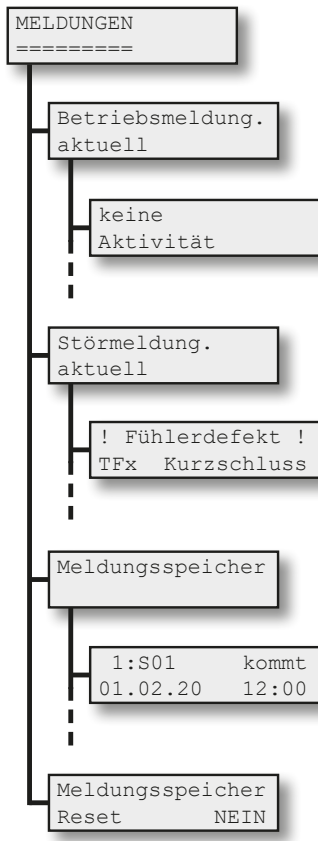 MELDUNGEN
=========
Betriebsmeldung.
aktuell
keine
Aktivität
Störmeldung.
aktuell
! Fühlerdefekt !
TFx Kurzschluss
Meldungsspeicher
1:S01 kommt
01.02.20 12:00
Meldungsspeicher
Reset NEIN